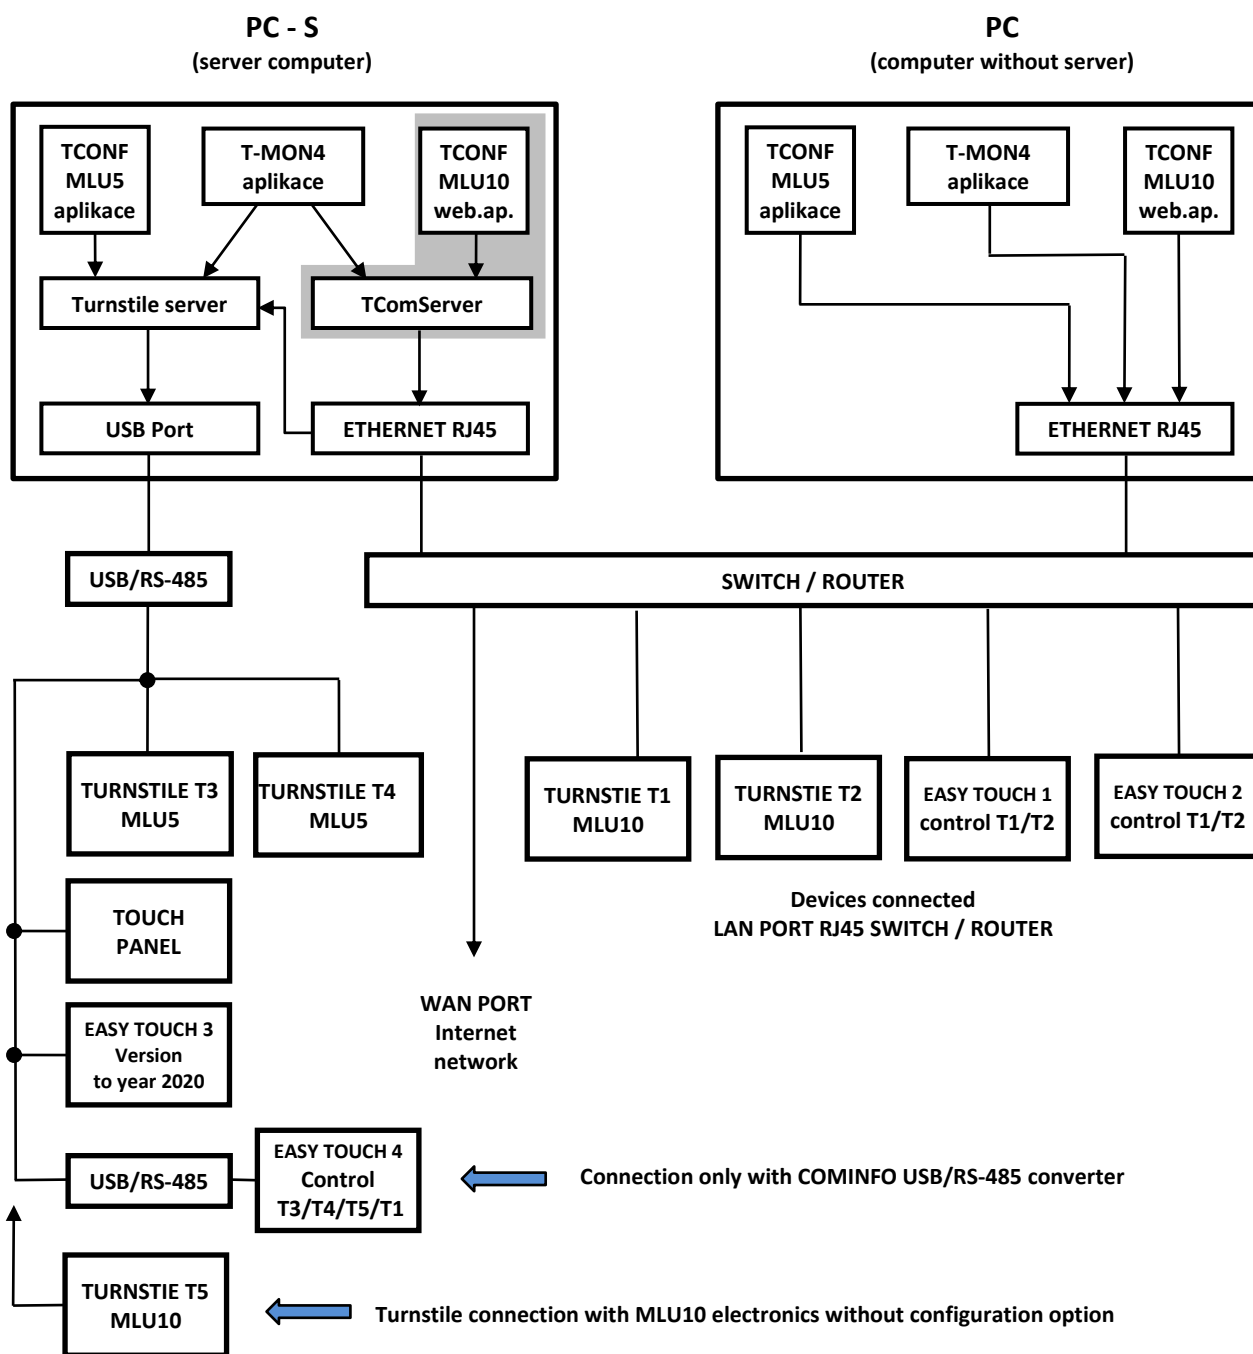 PC - S
(server computer)
PC
(computer without server)
TCONF
MLU5
aplikace
T-MON4
aplikace
TCONF
MLU10
web.ap.
TCONF
MLU5
aplikace
T-MON4
aplikace
TCONF
MLU10
web.ap.
Turnstile server
TComServer
USB Port
ETHERNET RJ45
ETHERNET RJ45
USB/RS-485
SWITCH / ROUTER
TURNSTILE T3
MLU5
TURNSTILE T4
MLU5
TURNSTIE T1
MLU10
TURNSTIE T2
MLU10
EASY TOUCH 1
control T1/T2
EASY TOUCH 2
control T1/T2
TOUCH
PANEL
Devices connected
LAN PORT RJ45 SWITCH / ROUTER
WAN PORT
Internet
network
EASY TOUCH 3
Version
to year 2020
USB/RS-485
EASY TOUCH 4
Control
T3/T4/T5/T1
Connection only with COMINFO USB/RS-485 converter
TURNSTIE T5
MLU10
Turnstile connection with MLU10 electronics without configuration option